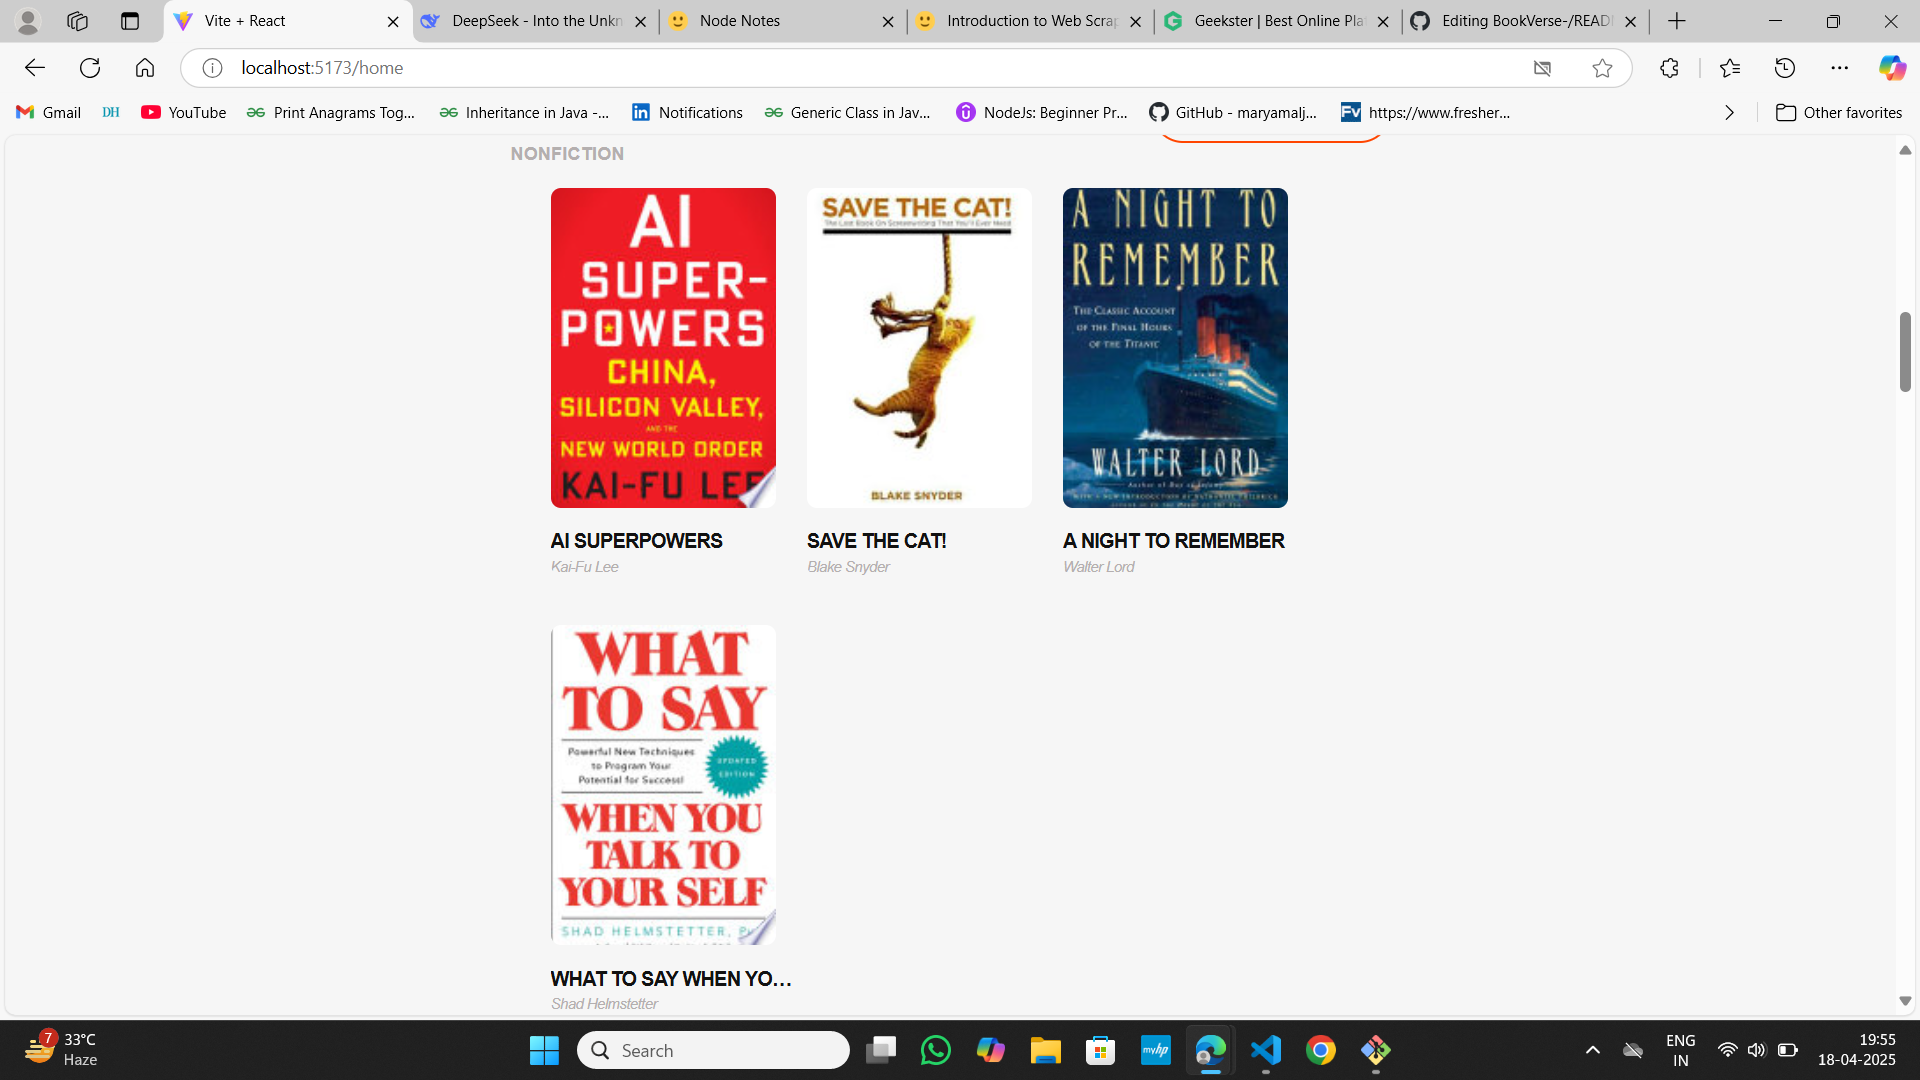 Vite + React
DeepSeek - Into the Unkn
Node Notes
Introduction to Web Scrap
Geekster | Best Online Pla
Editing BookVerse-/READ
localhost:5173/home
Gmail
DH
YouTube
Print Anagrams Tog...
Inheritance in Java -...
Notifications
Generic Class in Jav...
NodeJs: Beginner Pr...
GitHub - maryamalj...
Fv
https://www.fresher...
Other favorites
NONFICTION
AI
SUPER-
POWERS
CHINA,
SILICON VALLEY,
AND THE
NEW WORLD ORDER
KAI-FU LEE
SAVE THE CAT!
The Last Book On Screenwriting That You'll Ever Need
BLAKE SNYDER
A NIGHT TO
REMEMBER
THE CLASSIC ACCOUNT
OF THE FINAL HOURS
OF THE TITANIC
WALTER LORD
AI SUPERPOWERS
SAVE THE CAT!
A NIGHT TO REMEMBER
Kai-Fu Lee
Blake Snyder
Walter Lord
WHAT
TO SAY
Powerful New Techniques
to Program Your
Potential for Success!
UPDATED
EDITION
WHEN YOU
TALK TO
YOUR SELF
SHAD HELMSTETTER,
WHAT TO SAY WHEN YO...
Shad Helmstetter
7
33°C
Haze
Search
myhp
ENG
IN
19:55
18-04-2025